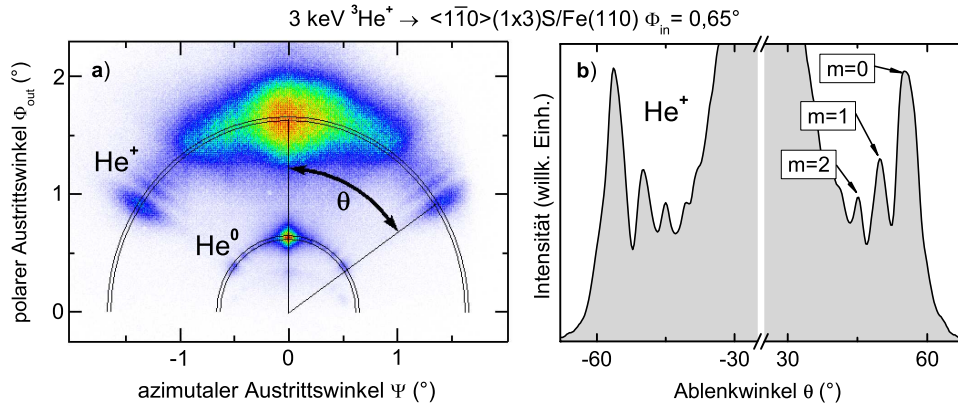 3 keV ³He⁺ → <11̄0>(1x3)S/Fe(110) Φin = 0,65°
a)
polarer Austrittswinkel Φout (°)
2
1
0
He⁺
He⁰
θ
-1
0
1
azimutaler Austrittswinkel Ψ (°)
b)
Intensität (willk. Einh.)
He⁺
m=0
m=1
m=2
-60
-30
30
60
Ablenkwinkel θ (°)